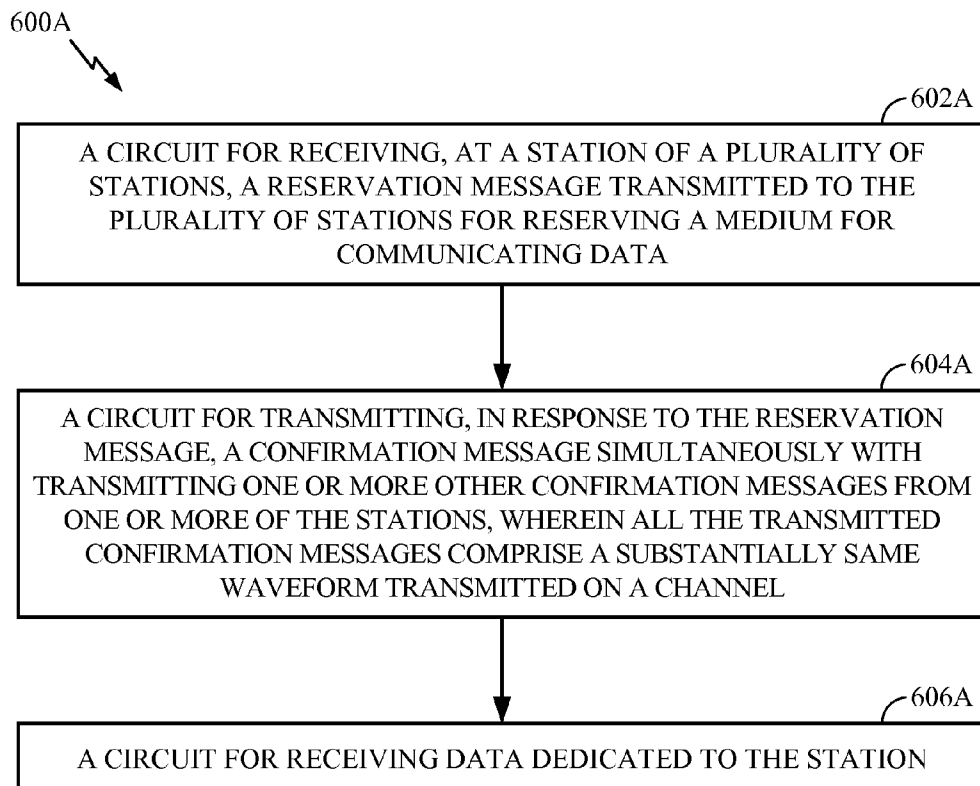 600A
602A
A CIRCUIT FOR RECEIVING, AT A STATION OF A PLURALITY OF
STATIONS, A RESERVATION MESSAGE TRANSMITTED TO THE
PLURALITY OF STATIONS FOR RESERVING A MEDIUM FOR
COMMUNICATING DATA
604A
A CIRCUIT FOR TRANSMITTING, IN RESPONSE TO THE RESERVATION
MESSAGE, A CONFIRMATION MESSAGE SIMULTANEOUSLY WITH
TRANSMITTING ONE OR MORE OTHER CONFIRMATION MESSAGES FROM
ONE OR MORE OF THE STATIONS, WHEREIN ALL THE TRANSMITTED
CONFIRMATION MESSAGES COMPRISE A SUBSTANTIALLY SAME
WAVEFORM TRANSMITTED ON A CHANNEL
606A
A CIRCUIT FOR RECEIVING DATA DEDICATED TO THE STATION